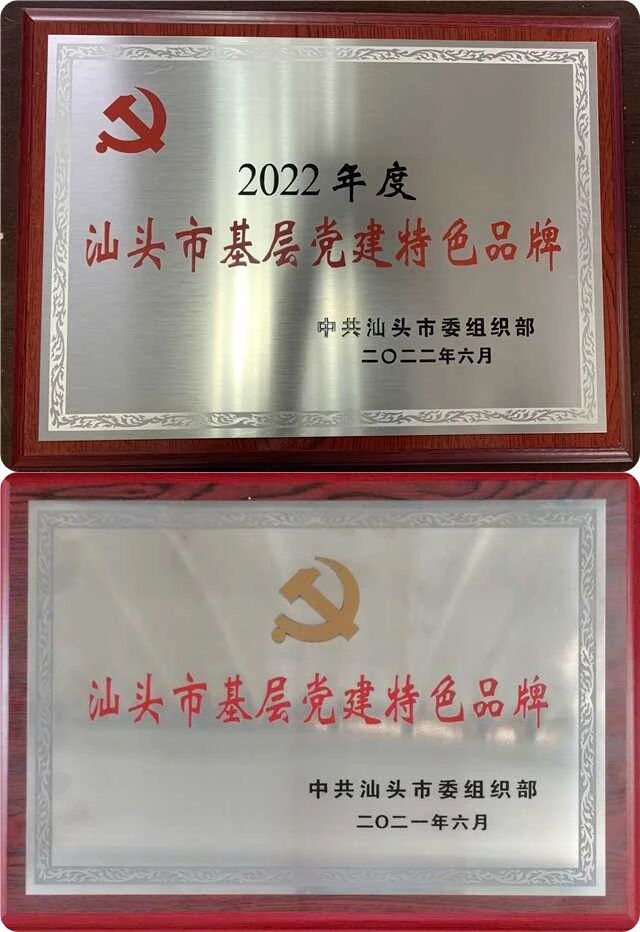 2022年度
汕头市基层党建特色品牌
中共汕头市委组织部
二〇二二年六月
汕头市基层党建特色品牌
中共汕头市委组织部
二〇二一年六月